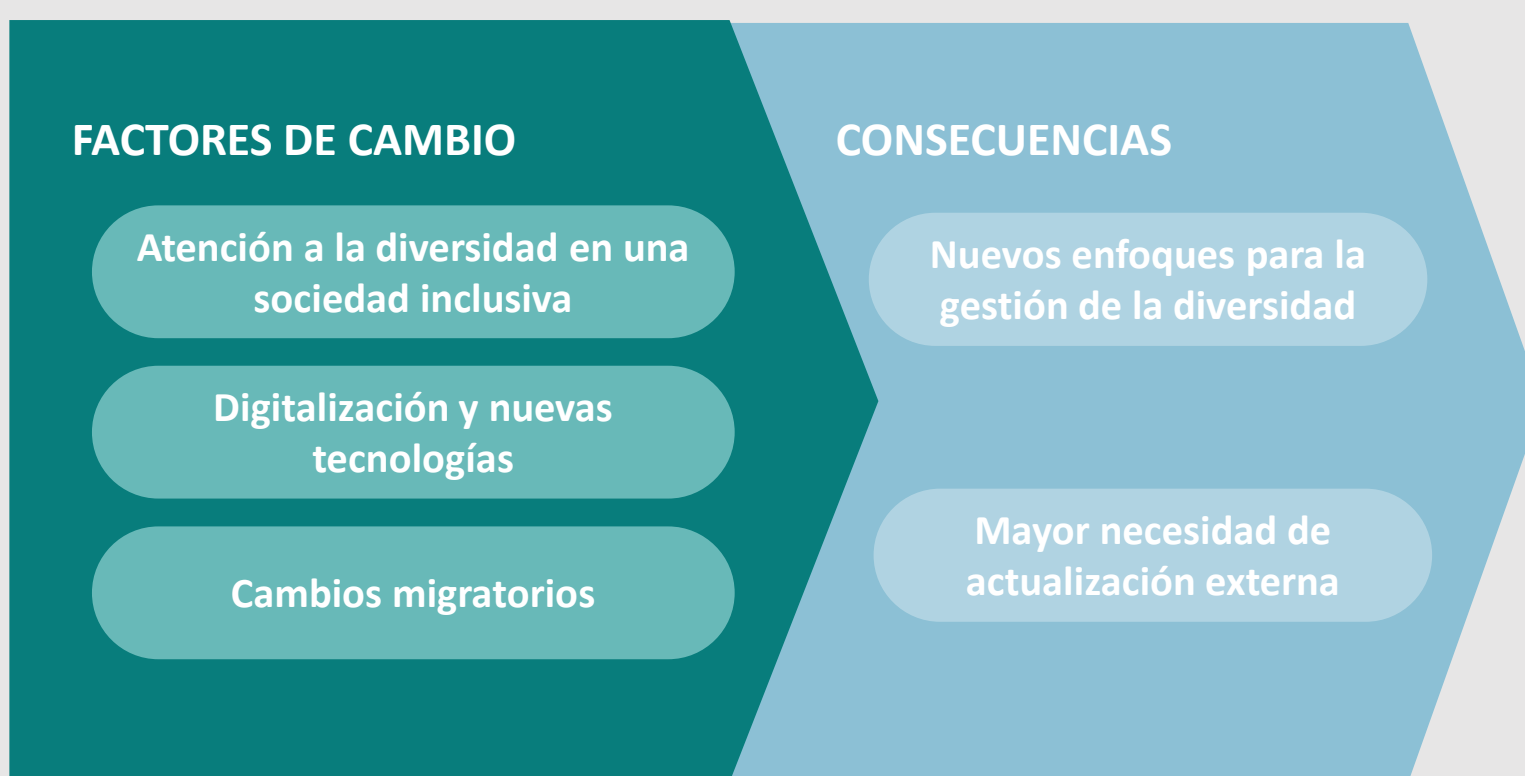 FACTORES DE CAMBIO
Atención a la diversidad en una
sociedad inclusiva
Digitalización y nuevas
tecnologías
Cambios migratorios
CONSECUENCIAS
Nuevos enfoques para la
gestión de la diversidad
Mayor necesidad de
actualización externa